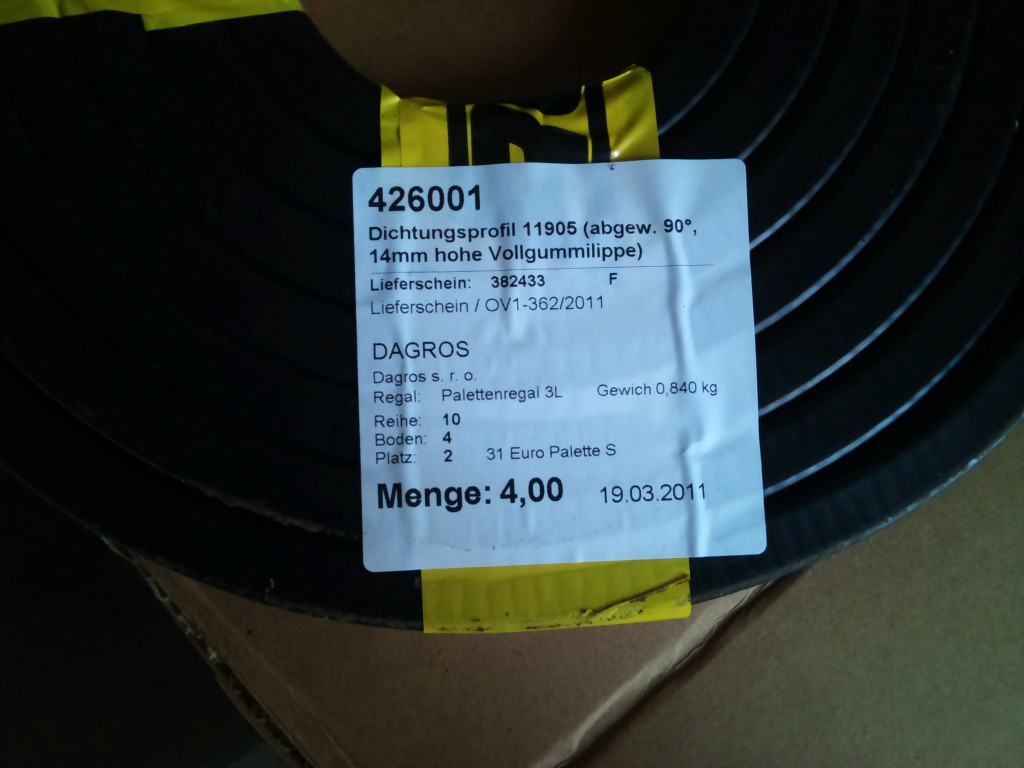 426001
Dichtungsprofil 11905 (abgew. 90°,
14mm hohe Vollgummilippe)
Lieferschein: 382433 F
Lieferschein / OV1-362/2011
DAGROS
Dagros s. r. o.
Regal: Palettenregal 3L Gewich 0,840 kg
Reihe: 10
Boden: 4
Platz: 2 31 Euro Palette S
Menge: 4,00 19.03.2011